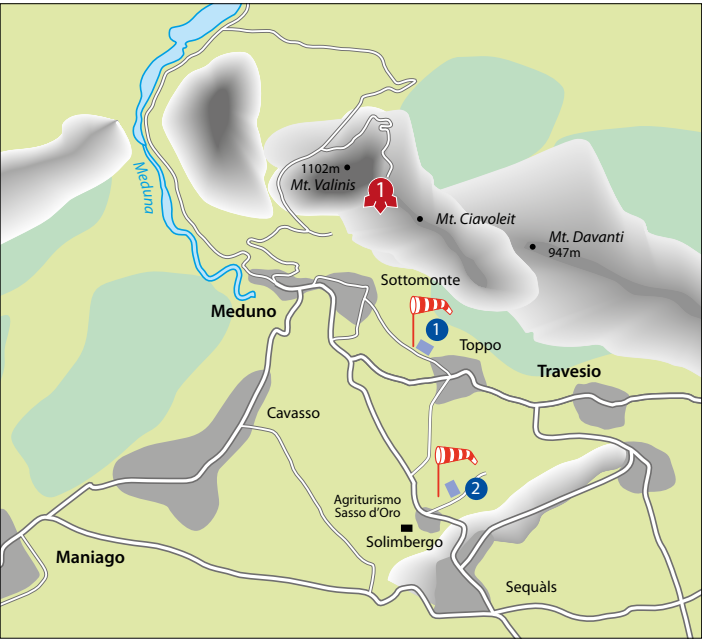 1102m
Mt. Valinis
Meduna
1
Mt. Ciavoleit
Mt. Davanti
947m
Sottomonte
Meduno
1
Toppo
Travesio
Cavasso
2
Agriturismo
Sasso d'Oro
Solimbergo
Maniago
Sequàls